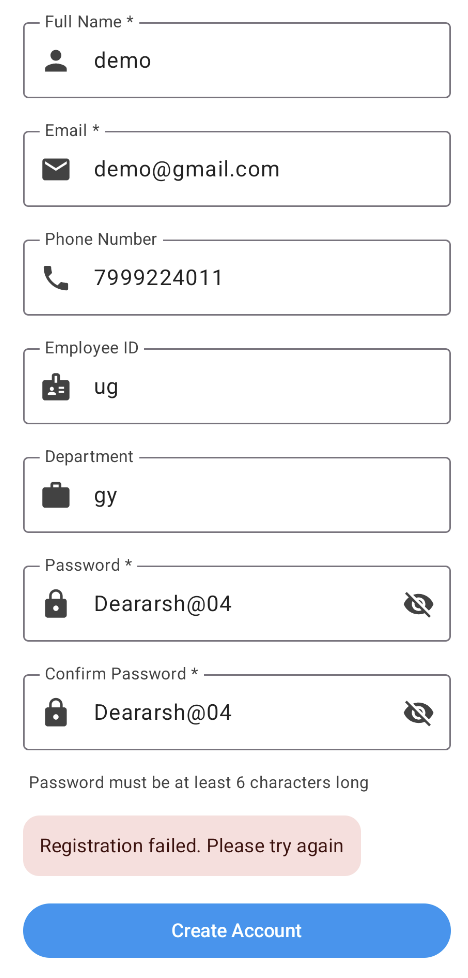 Full Name *
demo
Email *
demo@gmail.com
Phone Number
7999224011
Employee ID
ug
Department
gy
Password *
Deararsh@04
Confirm Password *
Deararsh@04
Password must be at least 6 characters long
Registration failed. Please try again
Create Account